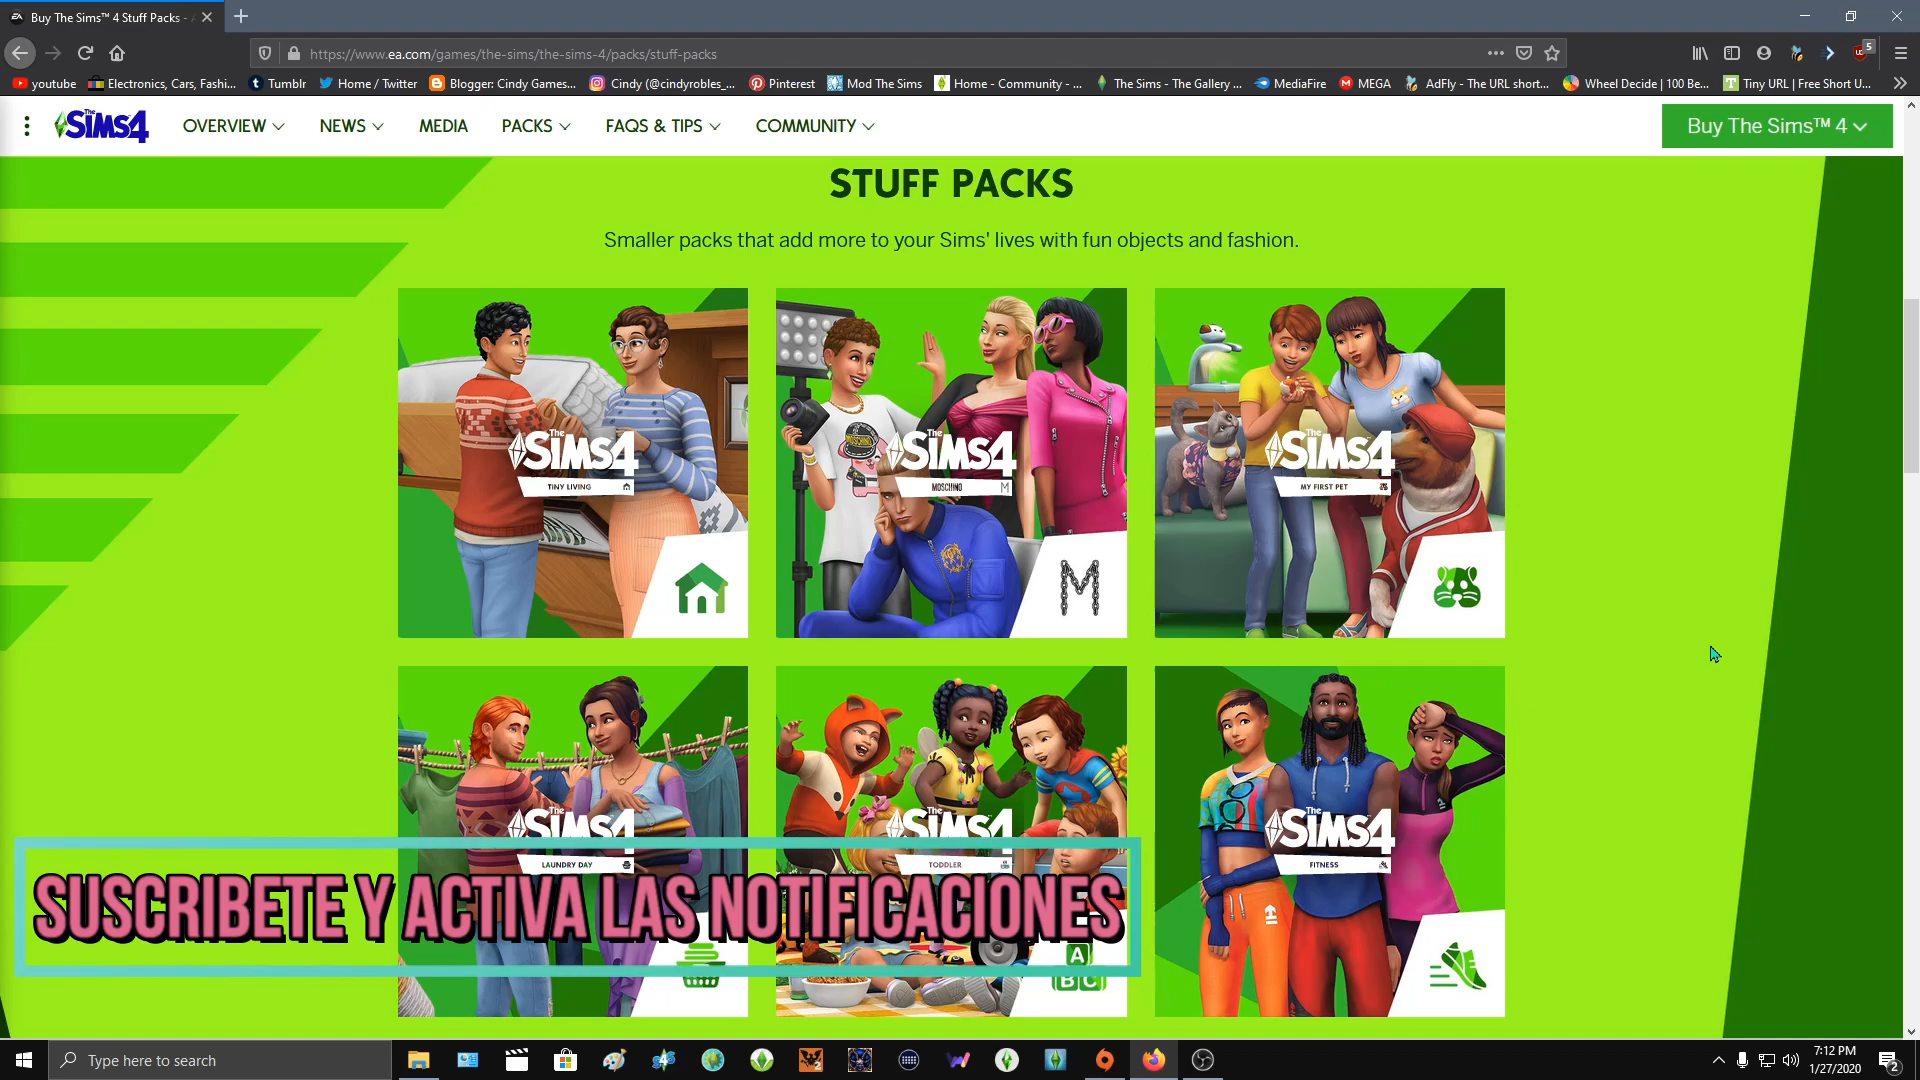 Buy The Sims™ 4 Stuff Packs -
https://www.ea.com/games/the-sims/the-sims-4/packs/stuff-packs
5
youtube
Electronics, Cars, Fashi...
Tumblr
Home / Twitter
Blogger: Cindy Games...
Cindy (@cindyrobles_...
Pinterest
Mod The Sims
Home - Community - ...
The Sims - The Gallery ...
MediaFire
MEGA
AdFly - The URL short...
Wheel Decide | 100 Be...
Tiny URL | Free Short U...
The SIMS4
OVERVIEW
NEWS
MEDIA
PACKS
FAQS & TIPS
COMMUNITY
Buy The Sims™ 4
STUFF PACKS
Smaller packs that add more to your Sims' lives with fun objects and fashion.
The SIMS4
TINY LIVING
The SIMS4
MOSCHINO M
M
The SIMS4
MY FIRST PET
The SIMS4
LAUNDRY DAY
The SIMS4
TODDLER
A
B C
The SIMS4
FITNESS
SUSCRIBETE Y ACTIVA LAS NOTIFICACIONES
Type here to search
7:12 PM
1/27/2020
2